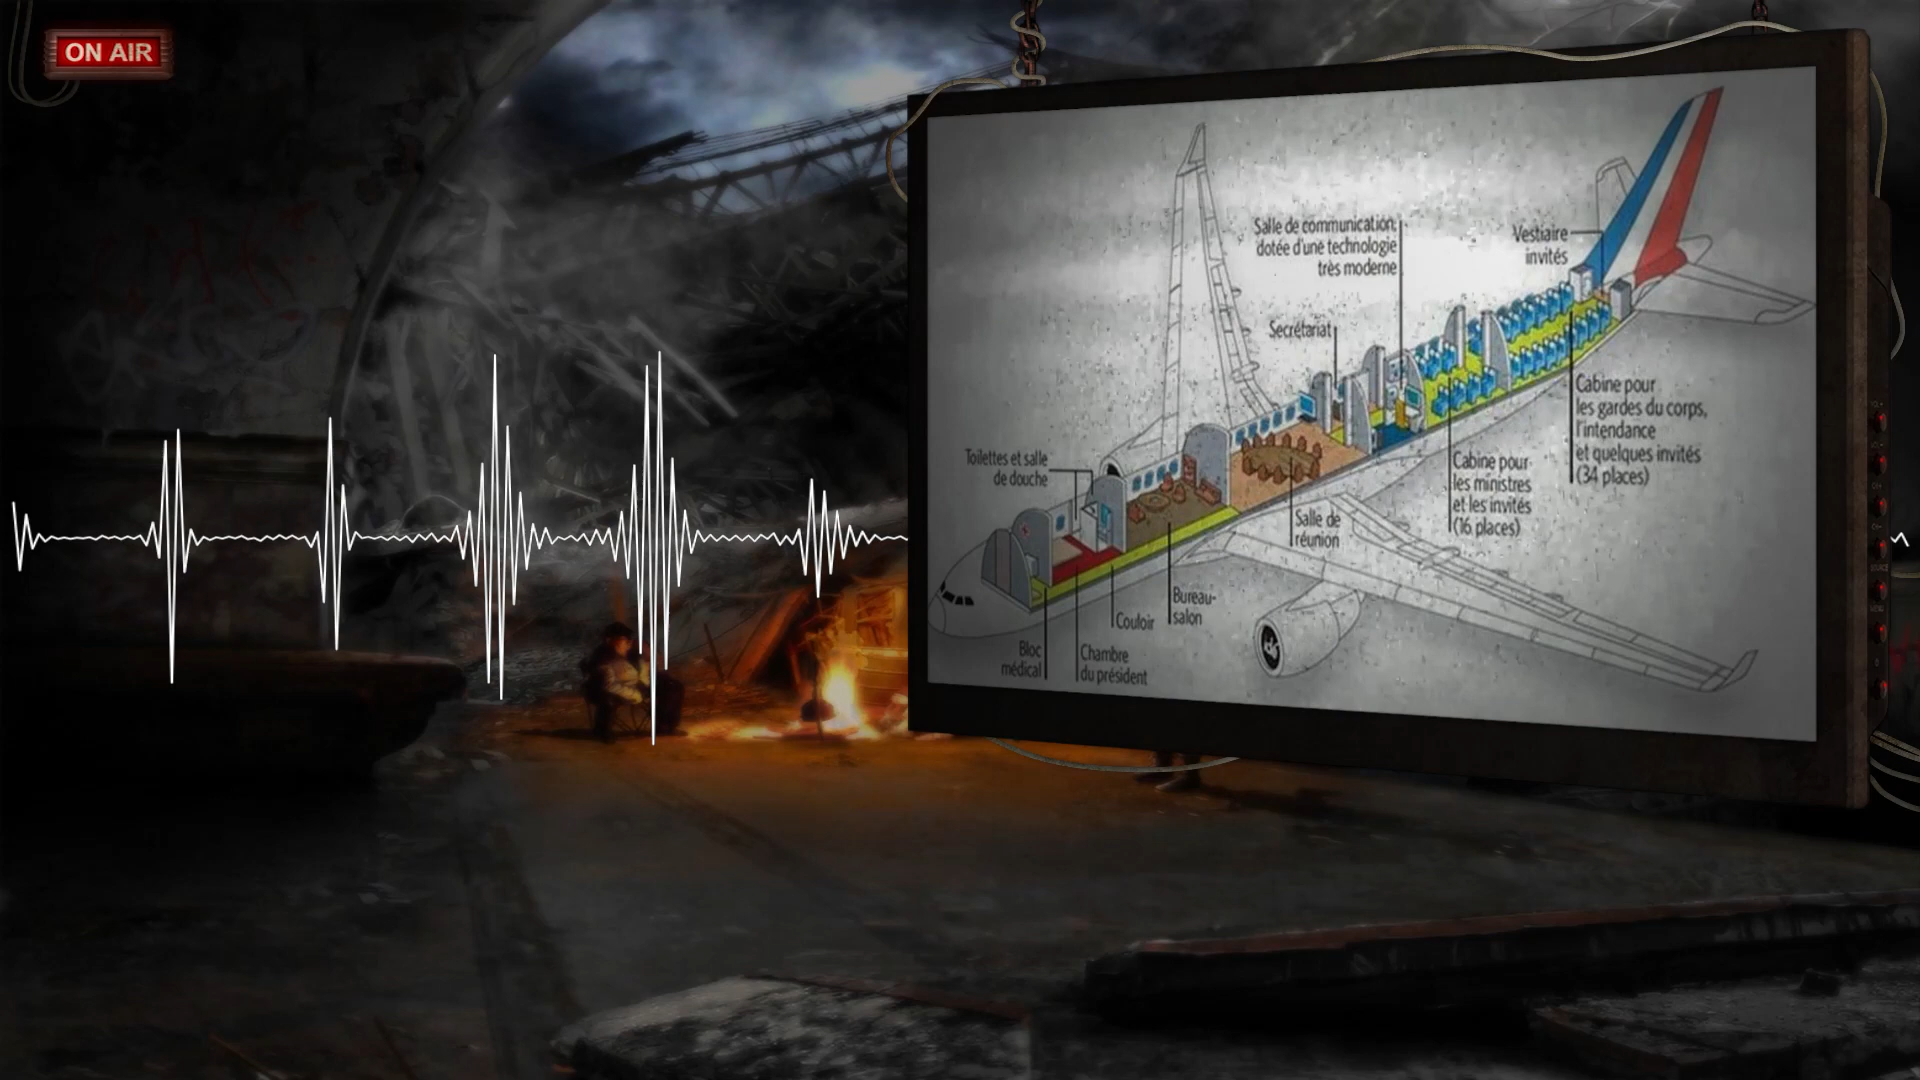 ON AIR
Salle de communication,
dotée d'une technologie
très moderne
Vestiaire
invités
Secrétariat
Cabine pour
les gardes du corps,
l'intendance
et quelques invités
(34 places)
Toilettes et salle
de douche
Cabine pour
les ministres
et les invités
(16 places)
Salle de
réunion
Bureau-
salon
Couloir
Bloc
médical
Chambre
du président